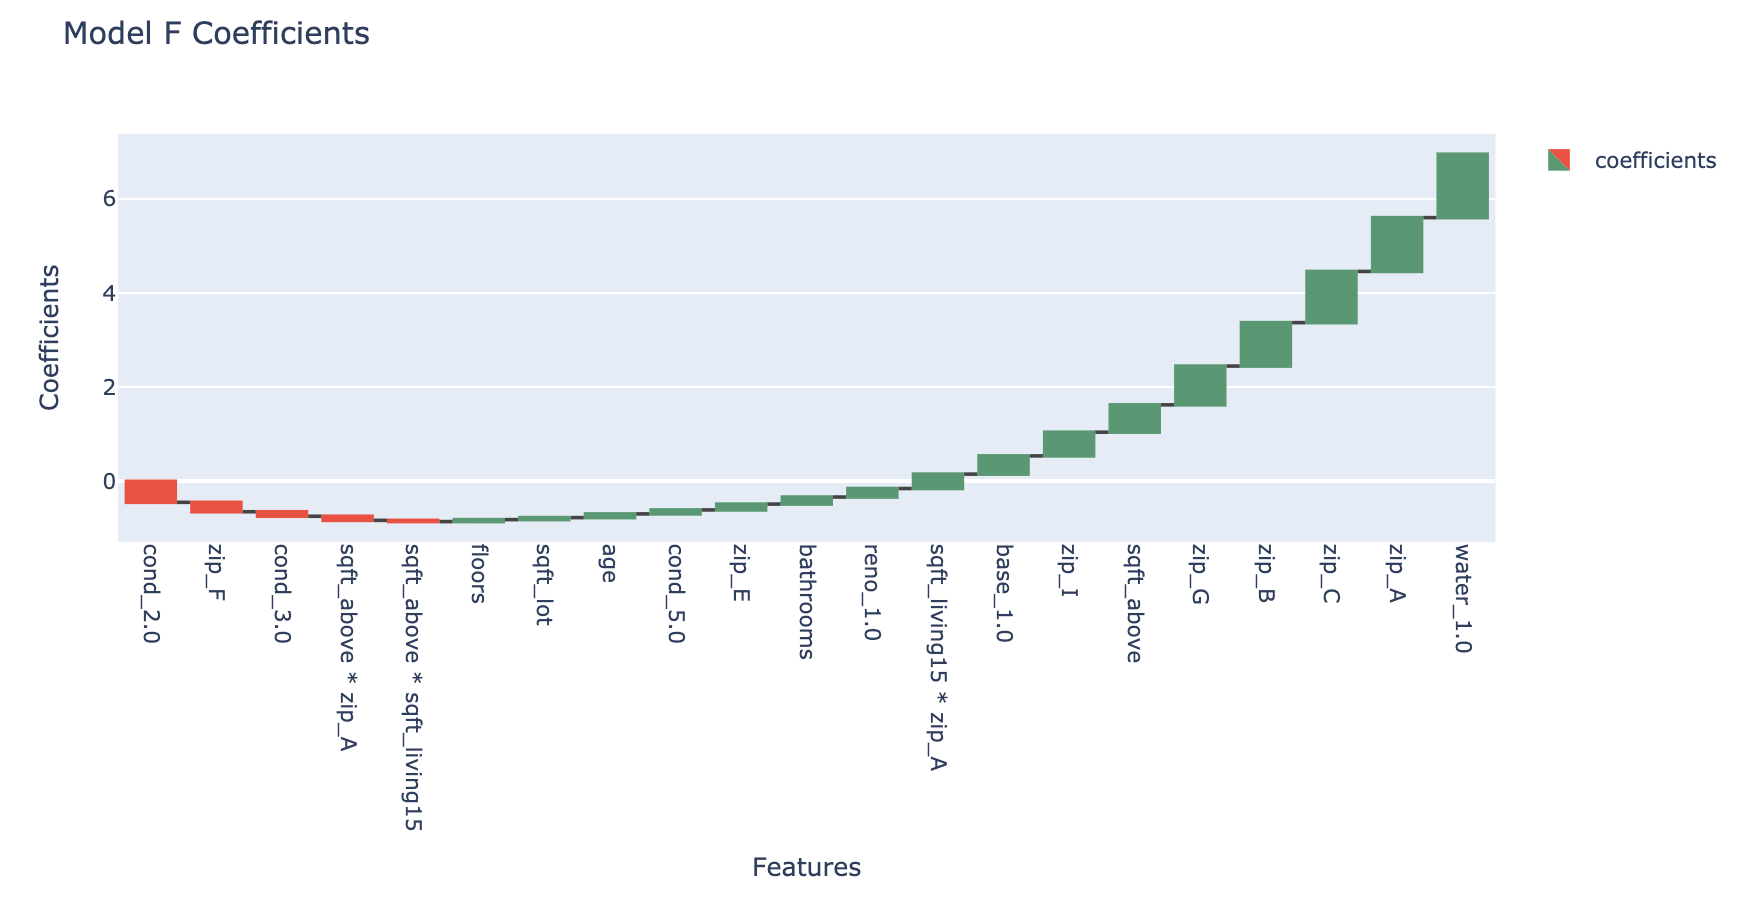 Model F Coefficients
coefficients
Coefficients
6
4
2
0
cond_2.0
zip_F
cond_3.0
sqft_above * zip_A
sqft_above * sqft_living15
floors
sqft_lot
age
cond_5.0
zip_E
bathrooms
reno_1.0
sqft_living15 * zip_A
base_1.0
zip_I
sqft_above
zip_G
zip_B
zip_C
zip_A
water_1.0
Features